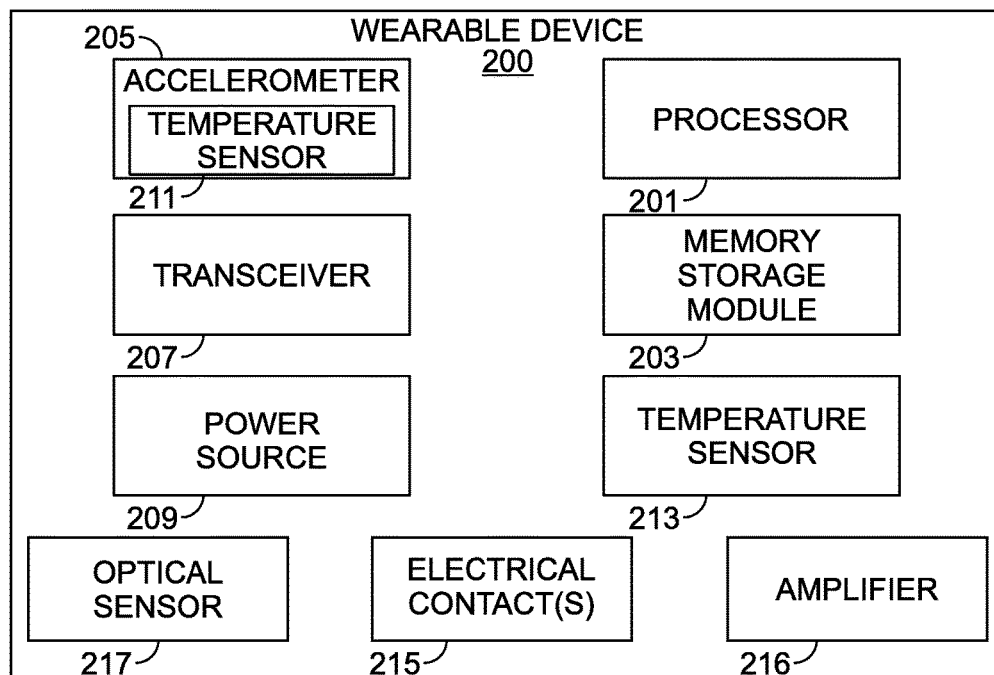 WEARABLE DEVICE
200
205
ACCELEROMETER
TEMPERATURE
SENSOR
211
PROCESSOR
201
TRANSCEIVER
207
MEMORY
STORAGE
MODULE
203
POWER
SOURCE
209
TEMPERATURE
SENSOR
213
OPTICAL
SENSOR
217
ELECTRICAL
CONTACT(S)
215
AMPLIFIER
216